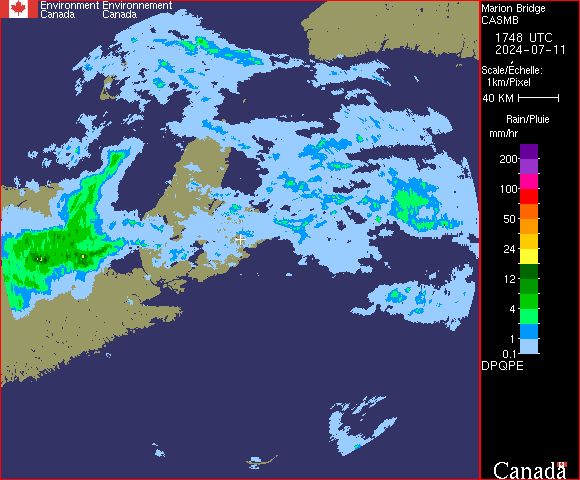 Environment Environnement
Canada Canada
Marion Bridge
CASMB
1748 UTC
2024-07-11
Scale/Échelle:
1km/Pixel
40 KM
Rain/Pluie
mm/hr
200
100
50
24
12
4
1
0.1
DPQPE
Canada